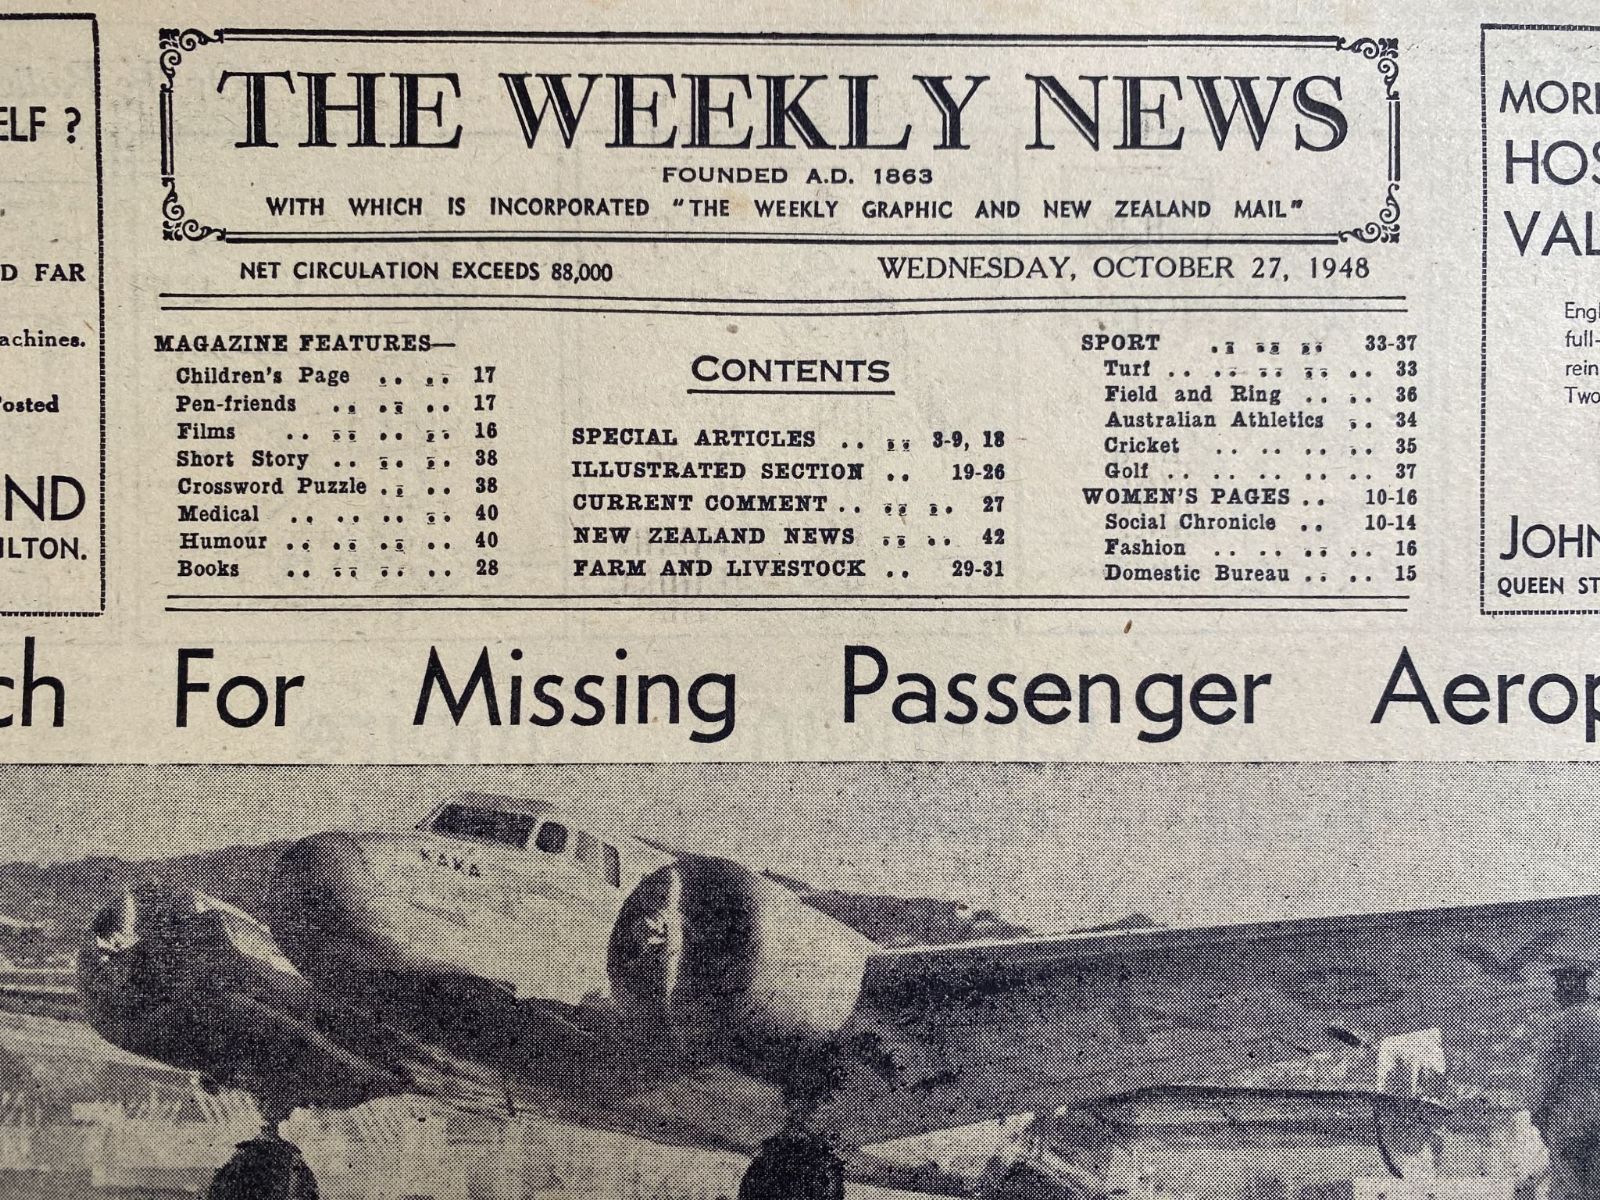 THE WEEKLY NEWS
FOUNDED A.D. 1863
WITH WHICH IS INCORPORATED "THE WEEKLY GRAPHIC AND NEW ZEALAND MAIL"
NET CIRCULATION EXCEEDS 88,000
WEDNESDAY, OCTOBER 27, 1948
ELF ?
D FAR
achines.
Posted
ND
ILTON.
MAGAZINE FEATURES—
Children's Page .. .. 17
Pen-friends .. .. .. 17
Films .. .. .. .. 16
Short Story .. .. .. 38
Crossword Puzzle .. .. 38
Medical .. .. .. .. 40
Humour .. .. .. .. 40
Books .. .. .. .. 28
CONTENTS
SPECIAL ARTICLES .. .. 3-9, 18
ILLUSTRATED SECTION .. 19-26
CURRENT COMMENT .. .. .. 27
NEW ZEALAND NEWS .. .. 42
FARM AND LIVESTOCK .. 29-31
SPORT .. .. .. 33-37
Turf .. .. .. .. .. 33
Field and Ring .. .. 36
Australian Athletics .. 34
Cricket .. .. .. .. 35
Golf .. .. .. .. .. 37
WOMEN'S PAGES .. 10-16
Social Chronicle .. 10-14
Fashion .. .. .. .. 16
Domestic Bureau .. .. 15
MORE
HOS
VAL
Engl
full-
rein
Two
JOHN
QUEEN ST
ch For Missing Passenger Aerop
KAKA